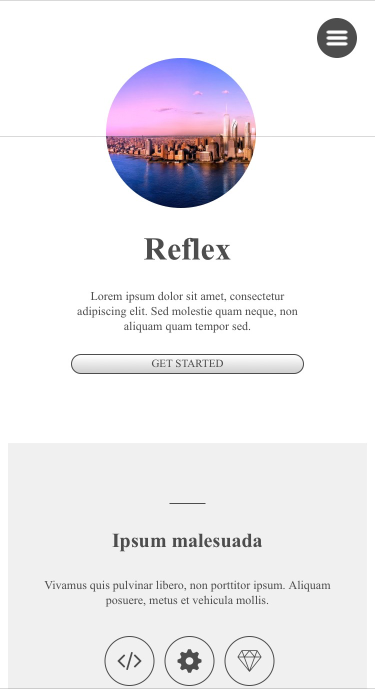 Reflex
Lorem ipsum dolor sit amet, consectetur
adipiscing elit. Sed molestie quam neque, non
aliquam quam tempor sed.
GET STARTED
Ipsum malesuada
Vivamus quis pulvinar libero, non porttitor ipsum. Aliquam
posuere, metus et vehicula mollis.